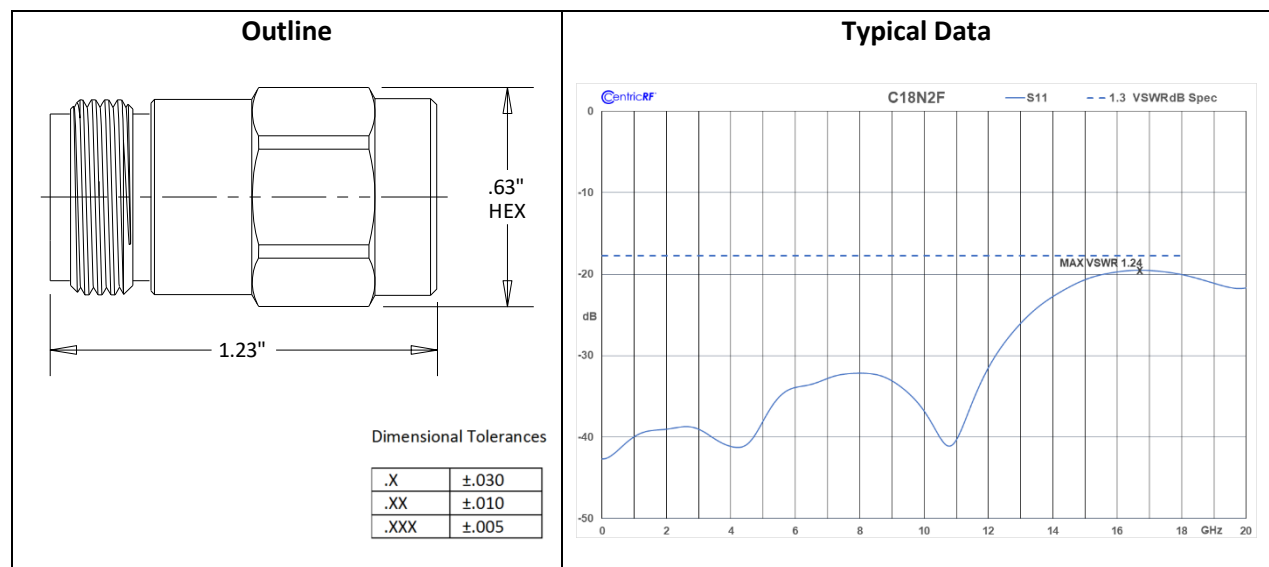 Outline
.63"
HEX
1.23"
Dimensional Tolerances
.X ±.030
.XX ±.010
.XXX ±.005
Typical Data
CentricRF
C18N2F
S11
1.3 VSWRdB Spec
0
-10
MAX VSWR 1.24
X
-20
dB
-30
-40
-50
0 2 4 6 8 10 12 14 16 18 GHz 20